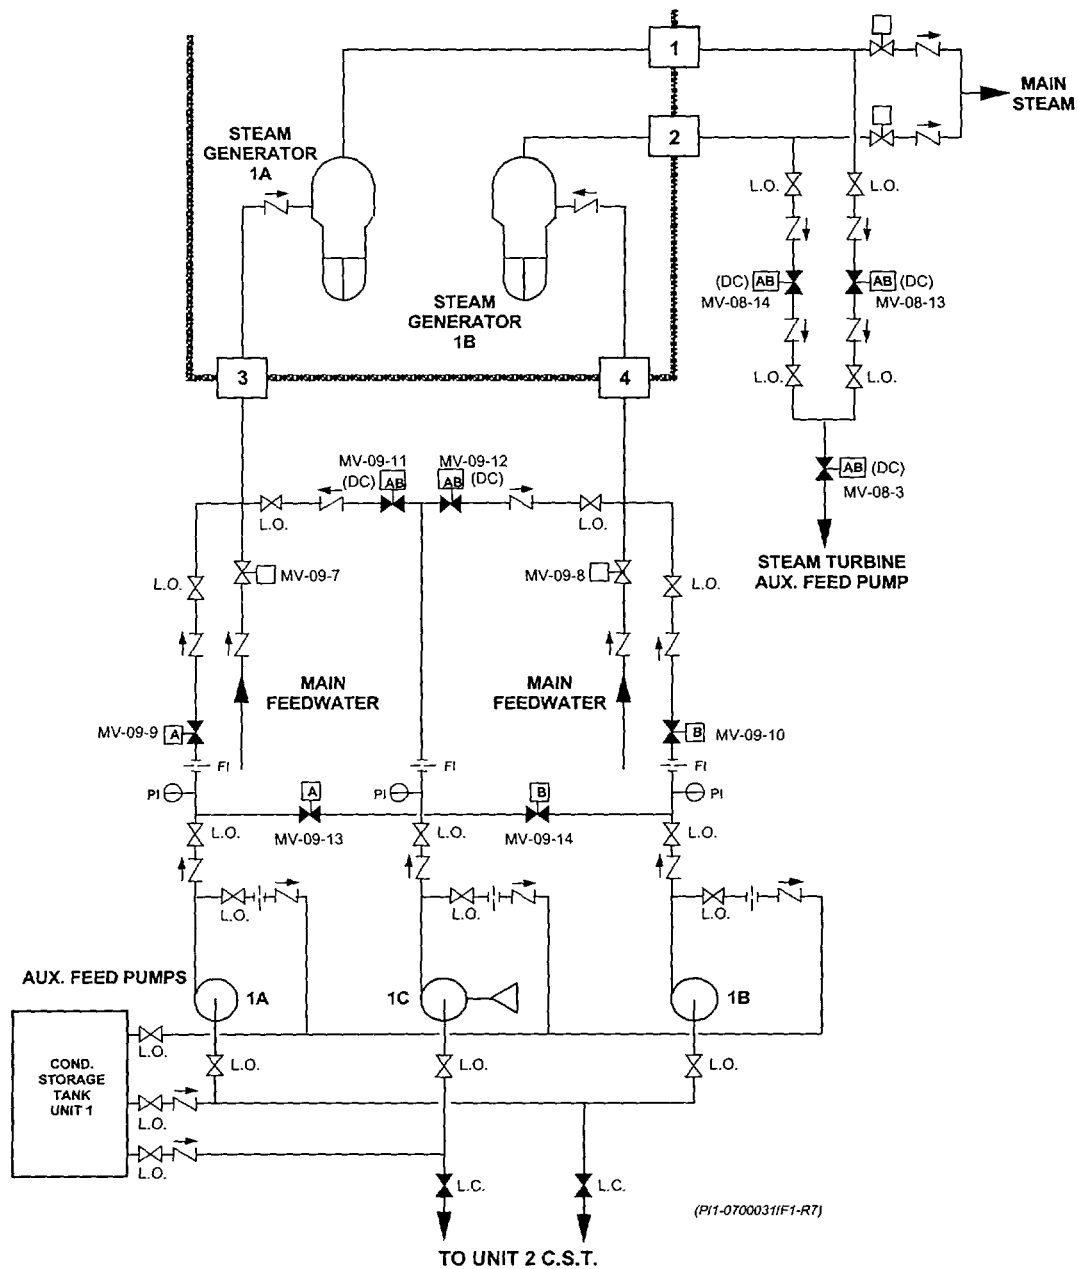 1
MAIN
STEAM
STEAM
GENERATOR
1A
2
L.O.
L.O.
(DC) AB
AB (DC)
MV-08-14
MV-08-13
STEAM
GENERATOR
1B
3
4
L.O.
L.O.
MV-09-11
(DC) AB
MV-09-12
AB (DC)
AB (DC)
MV-08-3
L.O.
L.O.
STEAM TURBINE
AUX. FEED PUMP
L.O.
MV-09-7
MV-09-8
L.O.
MAIN
FEEDWATER
MAIN
FEEDWATER
MV-09-9 A
B MV-09-10
FI
FI
FI
PI
PI
PI
A
MV-09-13
B
MV-09-14
L.O.
L.O.
L.O.
L.O.
L.O.
L.O.
AUX. FEED PUMPS
1A
1C
1B
COND.
STORAGE
TANK
UNIT 1
L.O.
L.O.
L.O.
L.O.
L.O.
L.O.
L.C.
L.C.
(PI1-0700031/F1-R7)
TO UNIT 2 C.S.T.